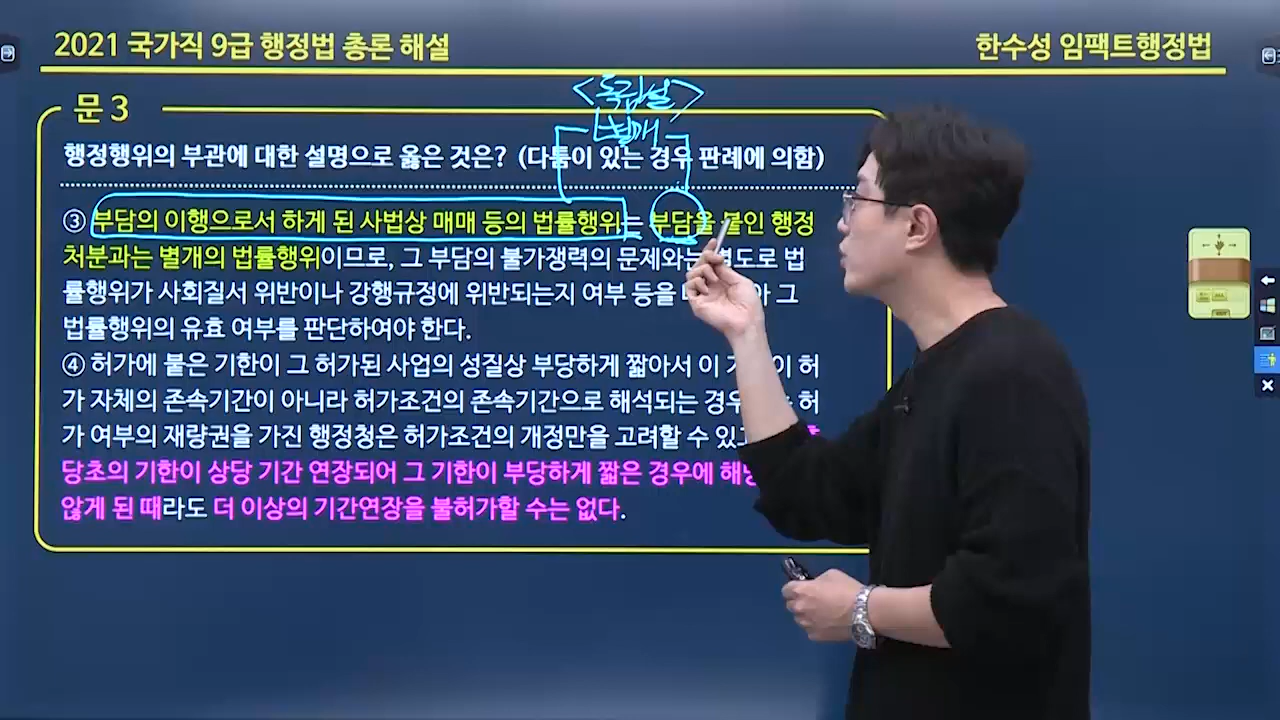 2021 국가직 9급 행정법 총론 해설
한수성 임팩트행정법
<독립설>
별개
문 3
행정행위의 부관에 대한 설명으로 옳은 것은? (다툼이 있는 경우 판례에 의함)
③ 부담의 이행으로서 하게 된 사법상 매매 등의 법률행위는 부담을 붙인 행정
처분과는 별개의 법률행위이므로, 그 부담의 불가쟁력의 문제와는 별도로 법
률행위가 사회질서 위반이나 강행규정에 위반되는지 여부 등을 그
법률행위의 유효 여부를 판단하여야 한다.
④ 허가에 붙은 기한이 그 허가된 사업의 성질상 부당하게 짧아서 이 허
가 자체의 존속기간이 아니라 허가조건의 존속기간으로 해석되는 경우 허
가 여부의 재량권을 가진 행정청은 허가조건의 개정만을 고려할 수 있
당초의 기한이 상당 기간 연장되어 그 기한이 부당하게 짧은 경우에
않게 된 때라도 더 이상의 기간연장을 불허가할 수는 없다.